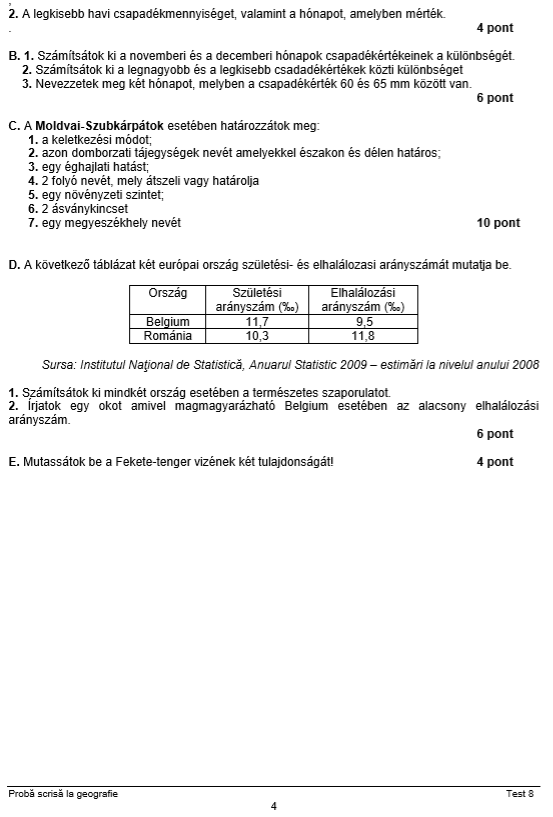 2. A legkisebb havi csapadékmennyiséget, valamint a hónapot, amelyben mérték.
. 4 pont
B. 1. Számítsátok ki a novemberi és a decemberi hónapok csapadékértékeinek a különbségét.
2. Számítsátok ki a legnagyobb és a legkisebb csadadékértékek közti különbséget
3. Nevezzetek meg két hónapot, melyben a csapadékérték 60 és 65 mm között van.
6 pont
C. A Moldvai-Szubkárpátok esetében határozzátok meg:
1. a keletkezési módot;
2. azon domborzati tájegységek nevét amelyekkel északon és délen határos;
3. egy éghajlati hatást;
4. 2 folyó nevét, mely átszeli vagy határolja
5. egy növényzeti szintet;
6. 2 ásványkincset
7. egy megyeszékhely nevét 10 pont
D. A következő táblázat két európai ország születési- és elhalálozasi arányszámát mutatja be.
Ország Születési arányszám (‰) Elhalálozási arányszám (‰)
Belgium 11,7 9,5
Románia 10,3 11,8
Sursa: Institutul Naţional de Statistică, Anuarul Statistic 2009 – estimări la nivelul anului 2008
1. Számítsátok ki mindkét ország esetében a természetes szaporulatot.
2. Írjatok egy okot amivel magmagyarázható Belgium esetében az alacsony elhalálozási
arányszám.
6 pont
E. Mutassátok be a Fekete-tenger vizének két tulajdonságát! 4 pont
Probă scrisă la geografie Test 8
4